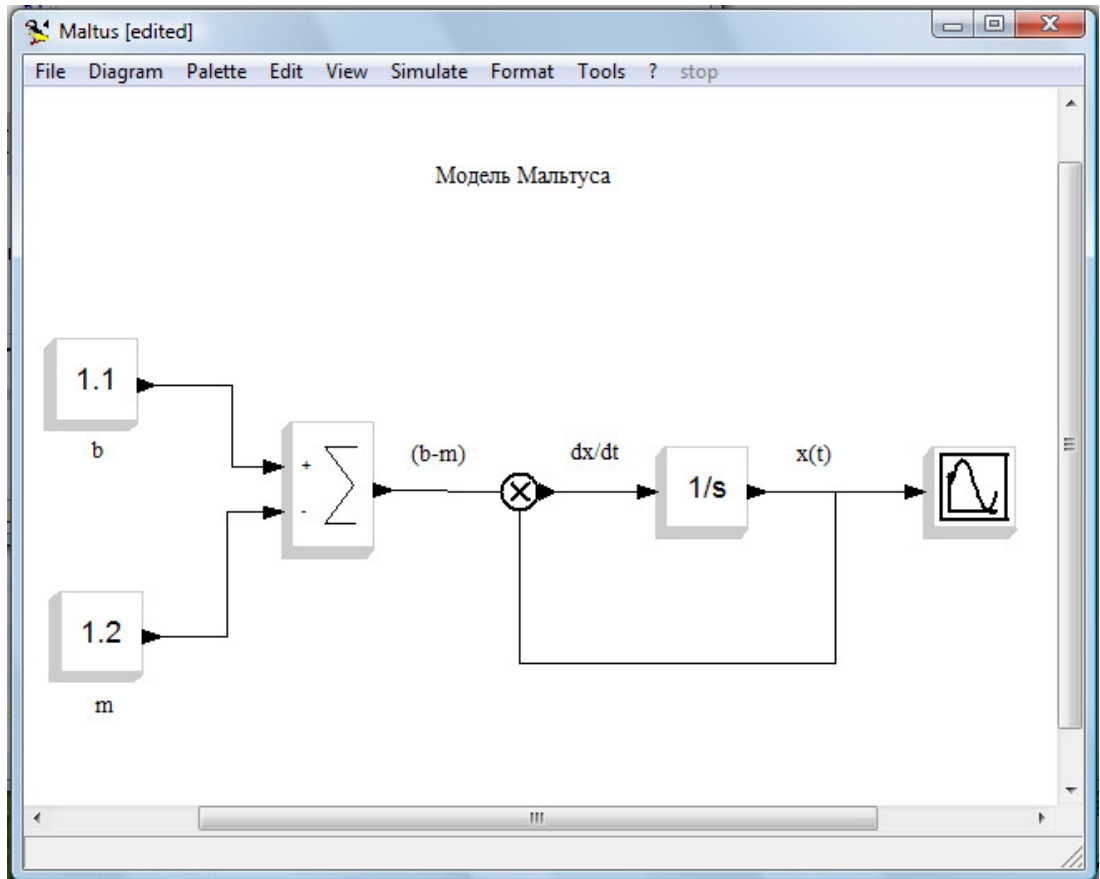 Maltus [edited]
File Diagram Palette Edit View Simulate Format Tools ? stop
Модель Мальтуса
1.1
b
+
-
(b-m)
dx/dt
1/s
x(t)
1.2
m